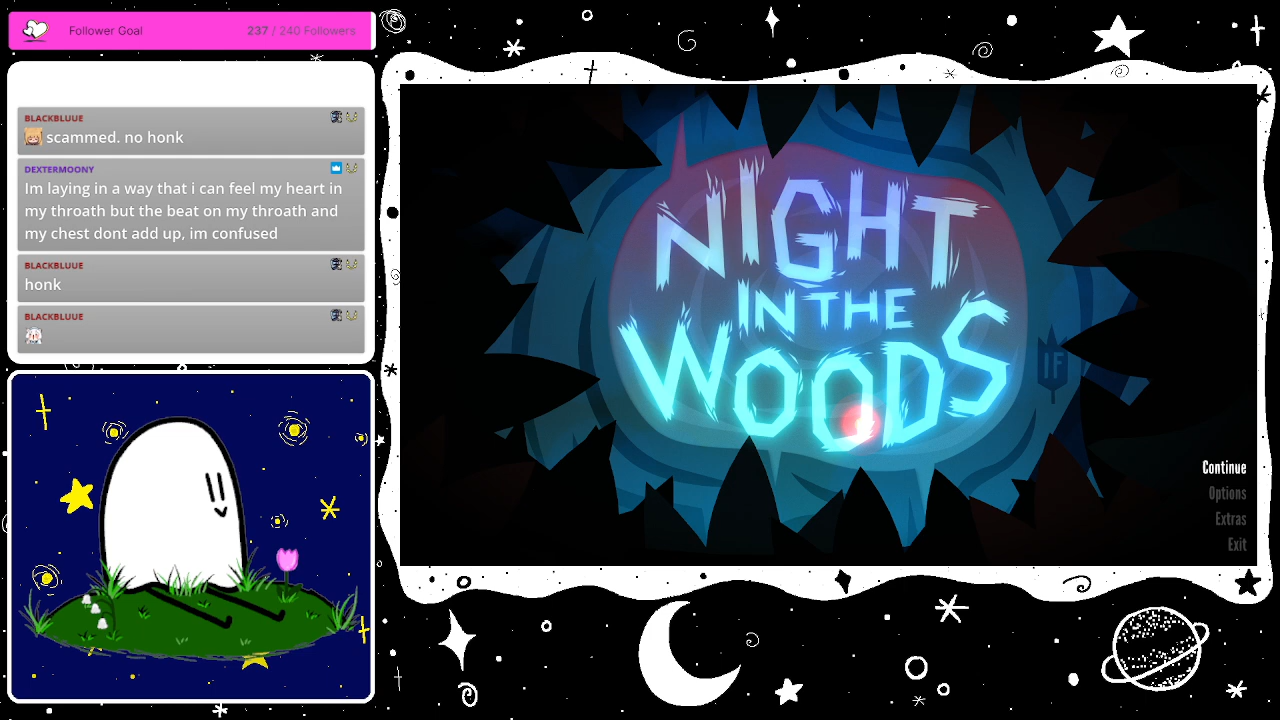 Follower Goal
237 / 240 Followers
BLACKBLUUE
scammed. no honk
DEXTERMOONY
Im laying in a way that i can feel my heart in
my throath but the beat on my throath and
my chest dont add up, im confused
BLACKBLUUE
honk
BLACKBLUUE
NIGHT
IN THE
WOODS
IF
Continue
Options
Extras
Exit